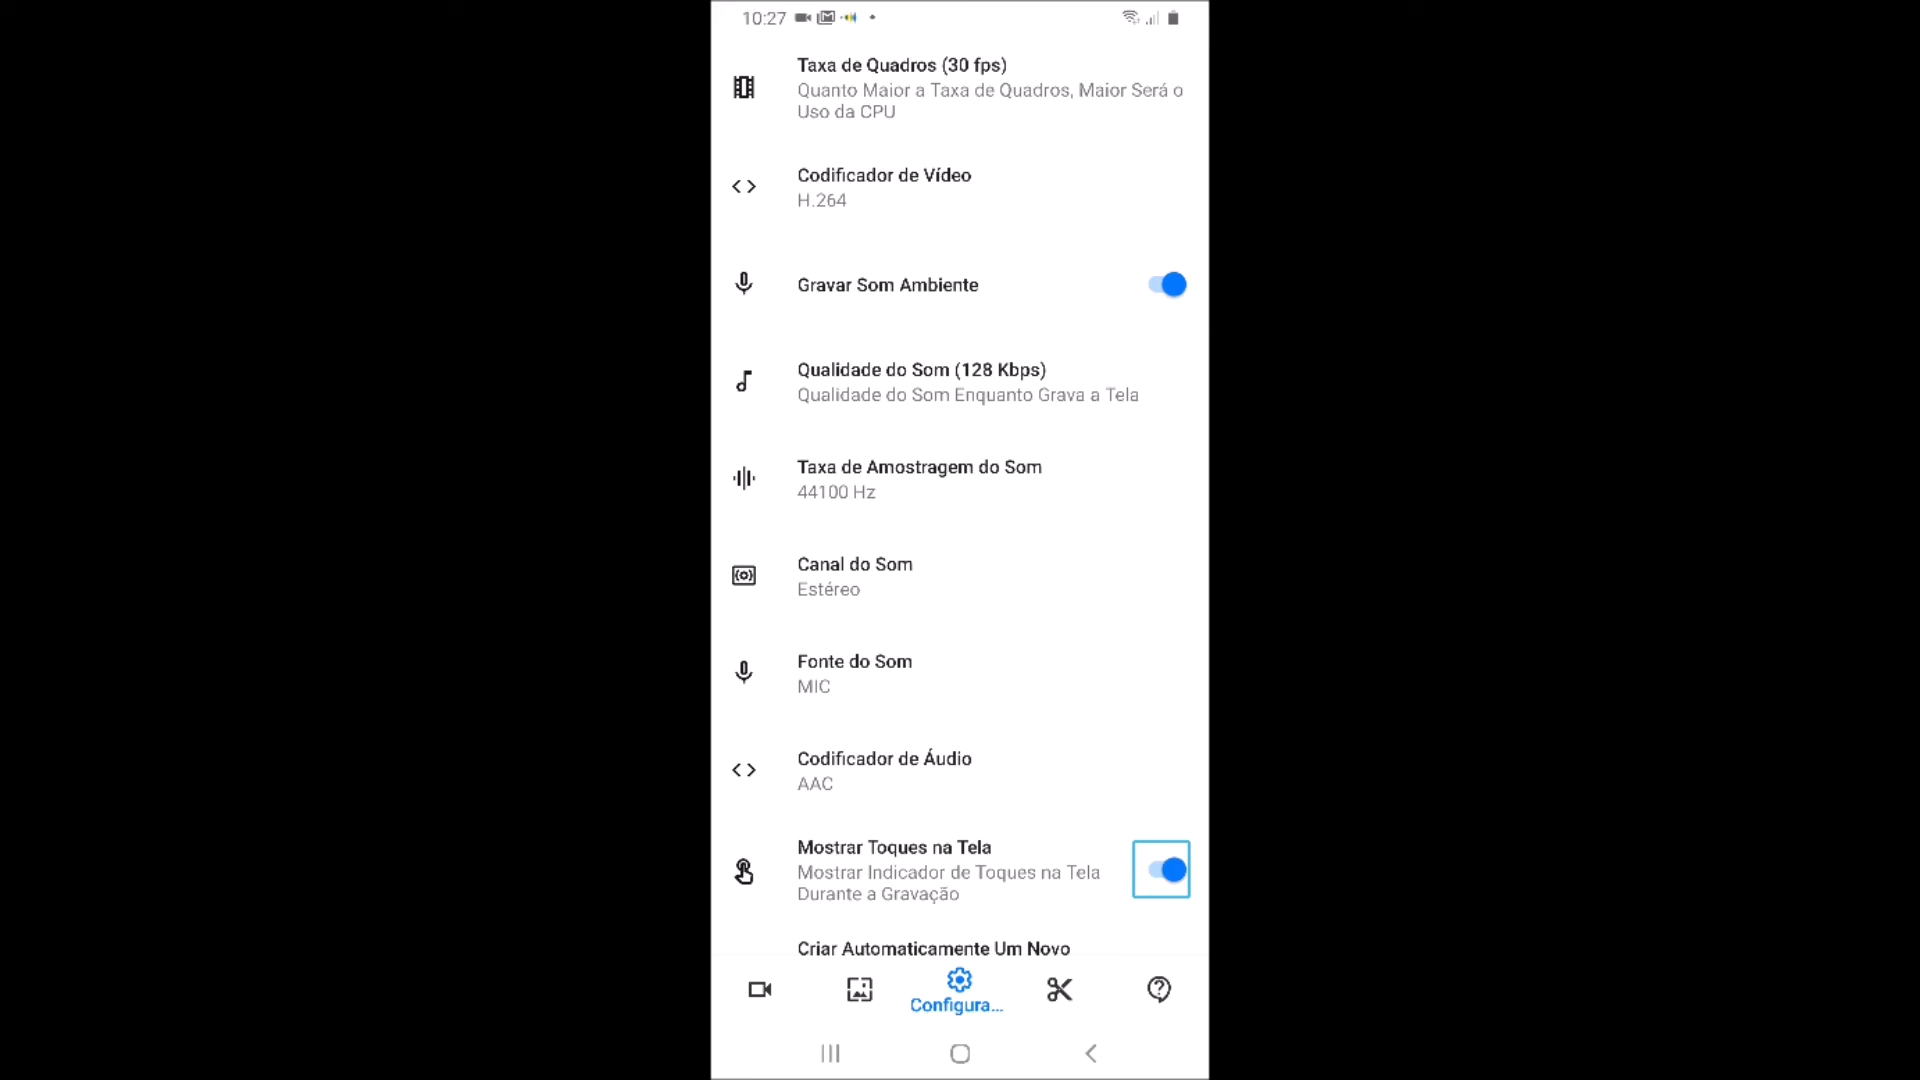 10:27
Taxa de Quadros (30 fps)
Quanto Maior a Taxa de Quadros, Maior Será o
Uso da CPU
Codificador de Vídeo
H.264
Gravar Som Ambiente
Qualidade do Som (128 Kbps)
Qualidade do Som Enquanto Grava a Tela
Taxa de Amostragem do Som
44100 Hz
Canal do Som
Estéreo
Fonte do Som
MIC
Codificador de Áudio
AAC
Mostrar Toques na Tela
Mostrar Indicador de Toques na Tela
Durante a Gravação
Criar Automaticamente Um Novo
Configura...